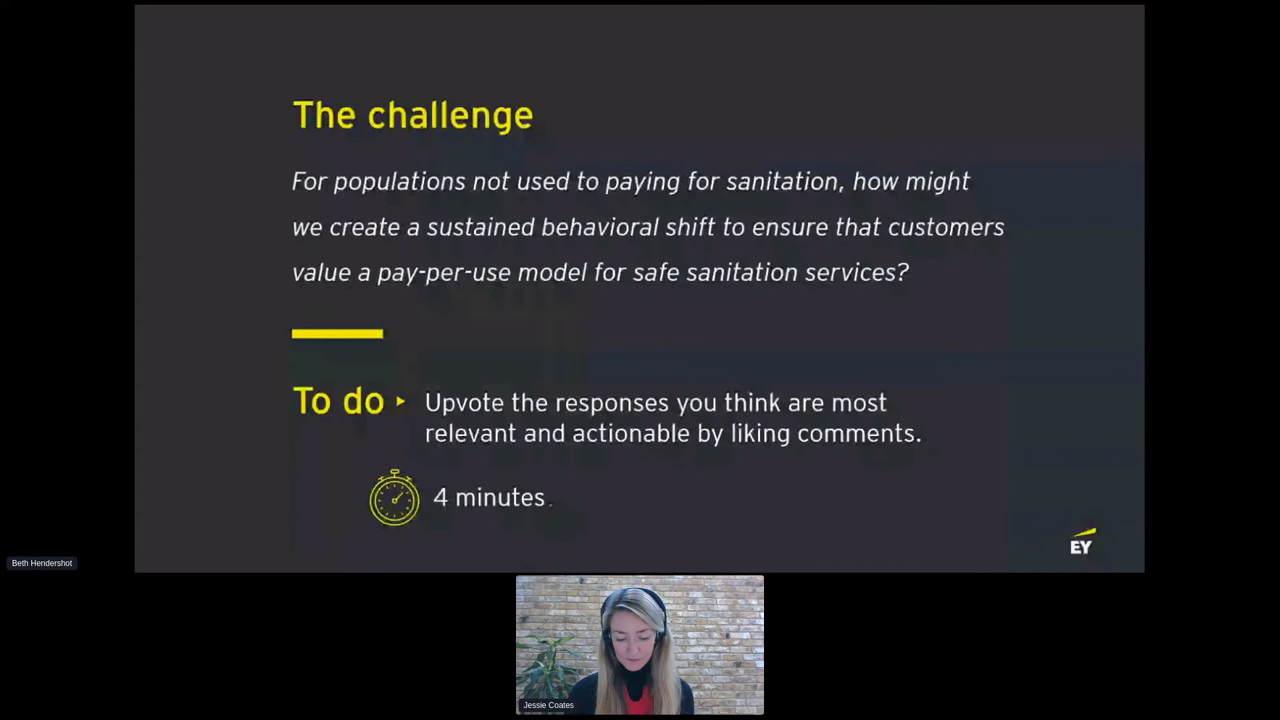 The challenge
For populations not used to paying for sanitation, how might
we create a sustained behavioral shift to ensure that customers
value a pay-per-use model for safe sanitation services?
To do
Upvote the responses you think are most
relevant and actionable by liking comments.
4 minutes.
EY
Beth Hendershot
Jessie Coates